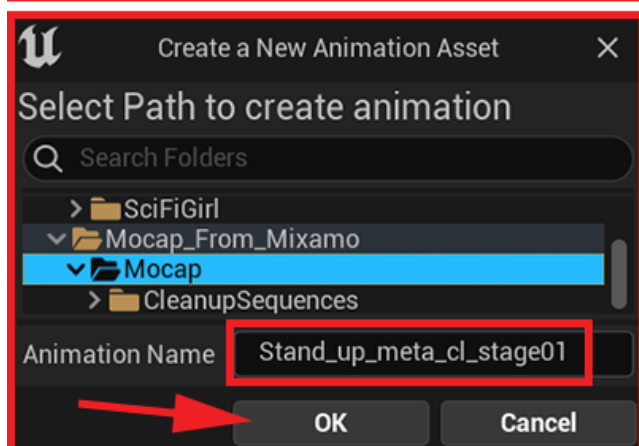 Create a New Animation Asset
Select Path to create animation
Search Folders
SciFiGirl
Mocap_From_Mixamo
Mocap
CleanupSequences
Animation Name Stand_up_meta_cl_stage01
OK Cancel